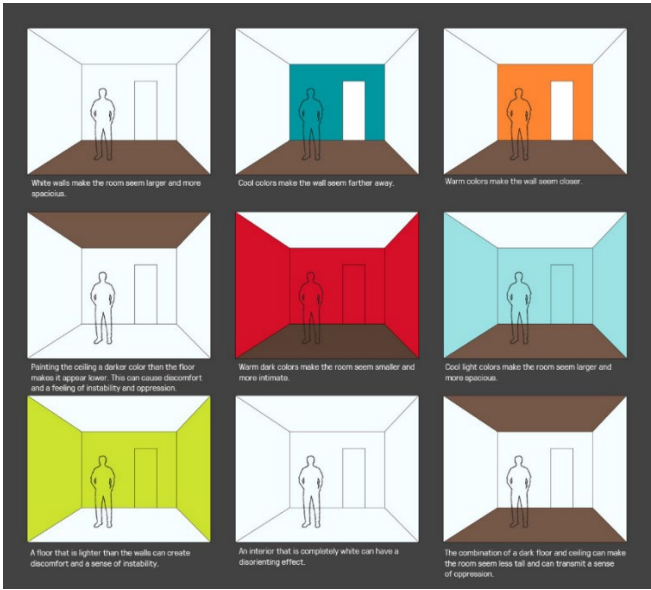 White walls make the room seem larger and more
spacioius.
Cool colors make the wall seem farther away.
Warm colors make the wall seem closer.
Painting the ceiling a darker color than the floor
makes it appear lower. This can cause discomfort
and a feeling of instability and oppression.
Warm dark colors make the room seem smaller and
more intimate.
Cool light colors make the room seem larger and
more spacious.
A floor that is lighter than the walls can create
discomfort and a sense of instability.
An interior that is completely white can have a
disorienting effect.
The combination of a dark floor and ceiling can make
the room seem less tall and can transmit a sense
of oppression.